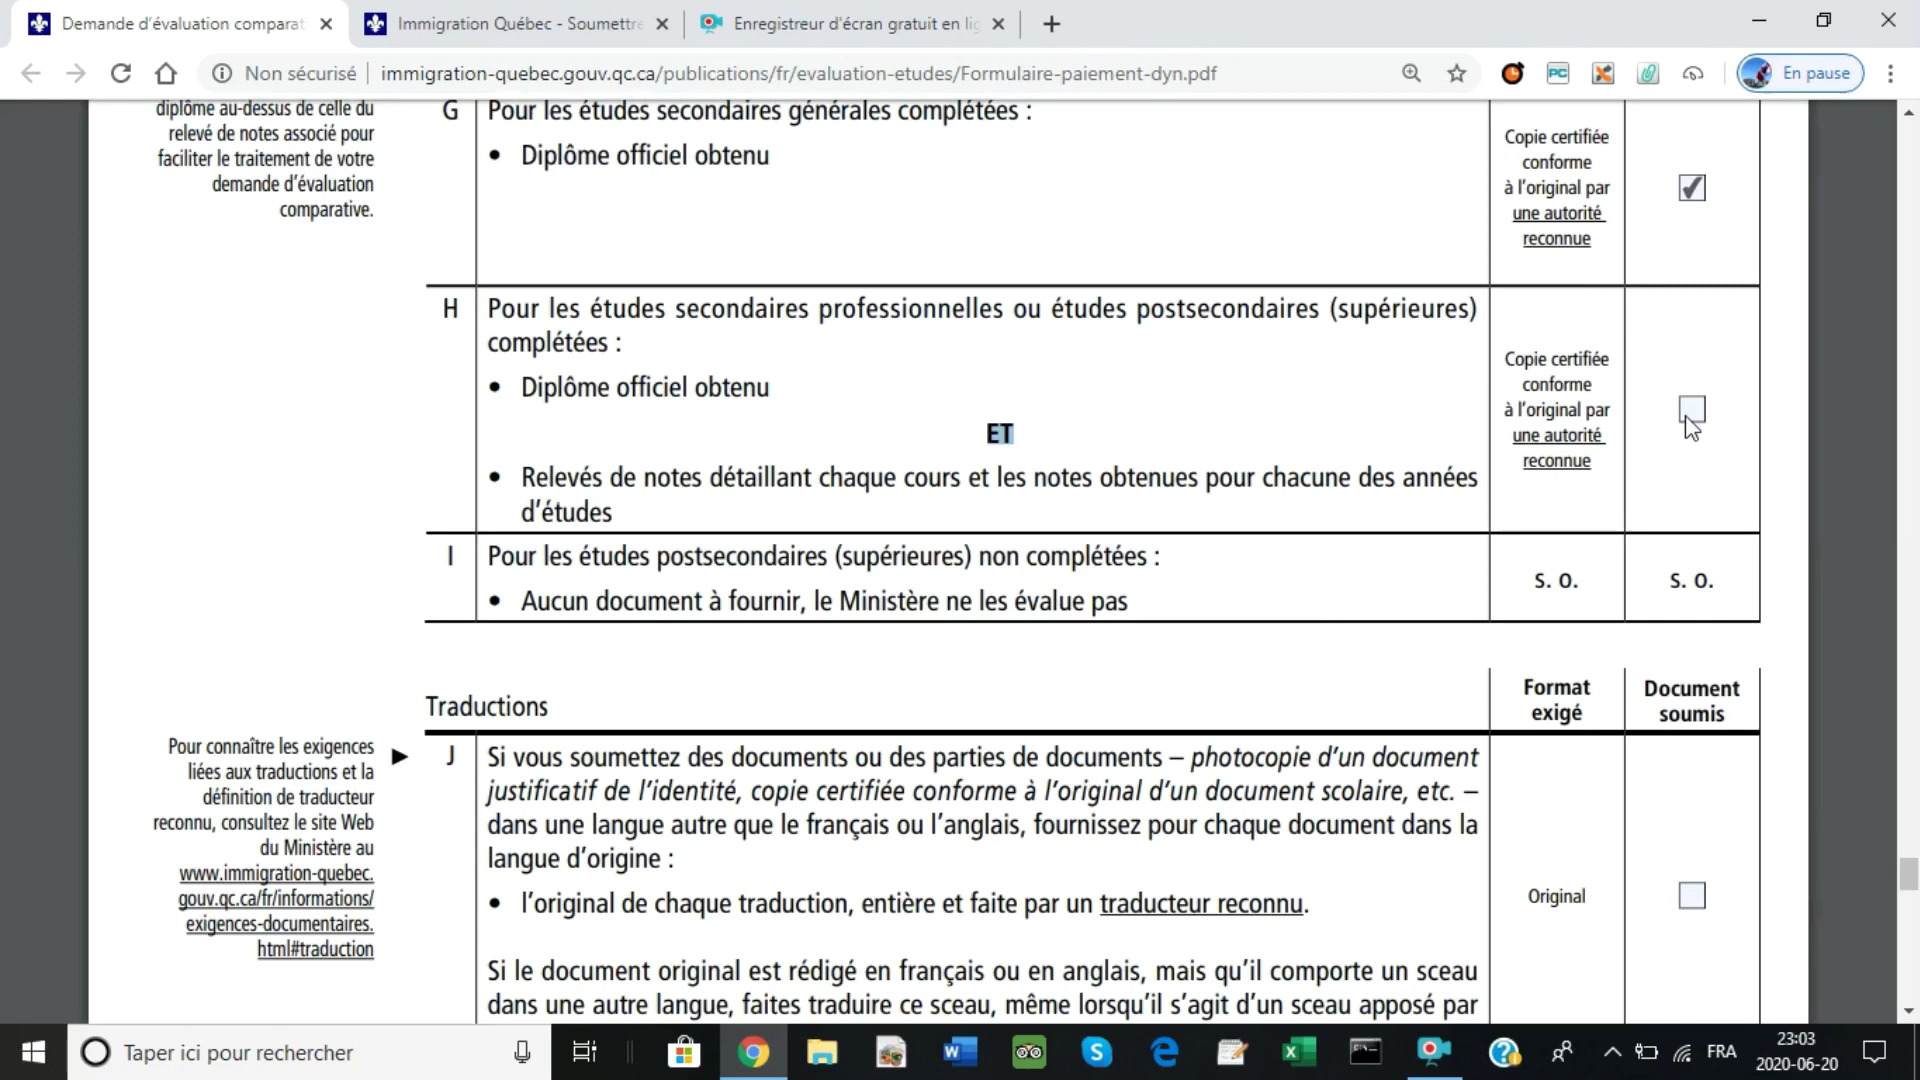 Demande d'évaluation comparat
Immigration Québec - Soumettre
Enregistreur d'écran gratuit en lig
Non sécurisé
immigration-quebec.gouv.qc.ca/publications/fr/evaluation-etudes/Formulaire-paiement-dyn.pdf
PC
En pause
diplôme au-dessus de celle du
relevé de notes associé pour
faciliter le traitement de votre
demande d'évaluation
comparative.
G
Pour les études secondaires générales complétées :
• Diplôme officiel obtenu
Copie certifiée
conforme
à l'original par
une autorité
reconnue
H
Pour les études secondaires professionnelles ou études postsecondaires (supérieures)
complétées :
• Diplôme officiel obtenu
ET
• Relevés de notes détaillant chaque cours et les notes obtenues pour chacune des années
d'études
Copie certifiée
conforme
à l'original par
une autorité
reconnue
I
Pour les études postsecondaires (supérieures) non complétées :
• Aucun document à fournir, le Ministère ne les évalue pas
s. o.
s. o.
Traductions
Format
exigé
Document
soumis
Pour connaître les exigences
liées aux traductions et la
définition de traducteur
reconnu, consultez le site Web
du Ministère au
www.immigration-quebec.
gouv.qc.ca/fr/informations/
exigences-documentaires.
html#traduction
J
Si vous soumettez des documents ou des parties de documents – photocopie d'un document
justificatif de l'identité, copie certifiée conforme à l'original d'un document scolaire, etc. –
dans une langue autre que le français ou l'anglais, fournissez pour chaque document dans la
langue d'origine :
• l'original de chaque traduction, entière et faite par un traducteur reconnu.
Original
Si le document original est rédigé en français ou en anglais, mais qu'il comporte un sceau
dans une autre langue, faites traduire ce sceau, même lorsqu'il s'agit d'un sceau apposé par
Taper ici pour rechercher
FRA
23:03
2020-06-20